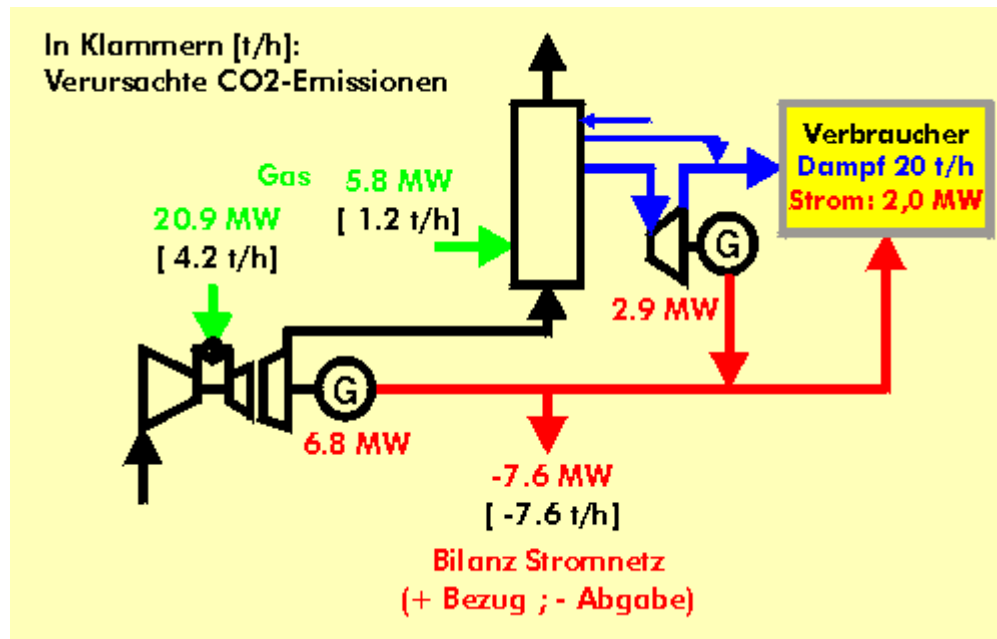 In Klammern [t/h]:
Verursachte CO2-Emissionen
Gas
5.8 MW
[ 1.2 t/h]
20.9 MW
[ 4.2 t/h]
Verbraucher
Dampf 20 t/h
Strom: 2,0 MW
G
2.9 MW
G
6.8 MW
-7.6 MW
[ -7.6 t/h]
Bilanz Stromnetz
(+ Bezug ; - Abgabe)